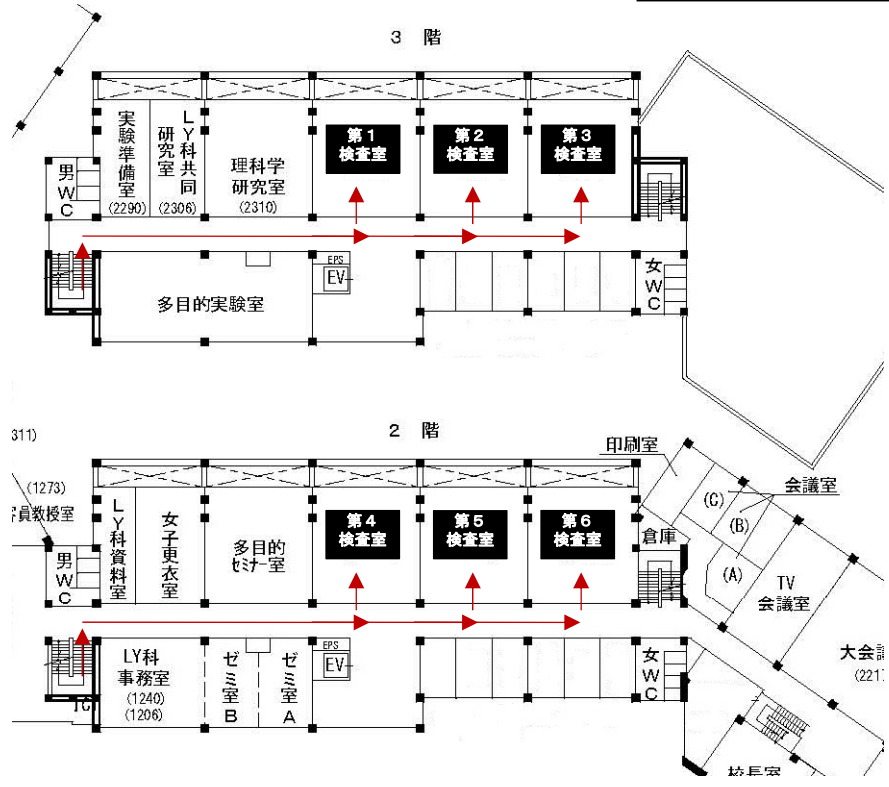 3 階
実験準備室
(2290)
LY科共同
研究室
(2306)
理科学
研究室
(2310)
第1
検査室
第2
検査室
第3
検査室
男WC
多目的実験室
EPS
EV
女WC
2 階
311)
(1273)
客員教授室
男WC
LY科資料室
女子更衣室
多目的
セミナー室
第4
検査室
第5
検査室
第6
検査室
倉庫
印刷室
会議室
(C)
(B)
(A)
TV
会議室
大会議
(221
LY科
事務室
(1240)
(1206)
ゼミ室B
ゼミ室A
EPS
EV
女WC
校長室